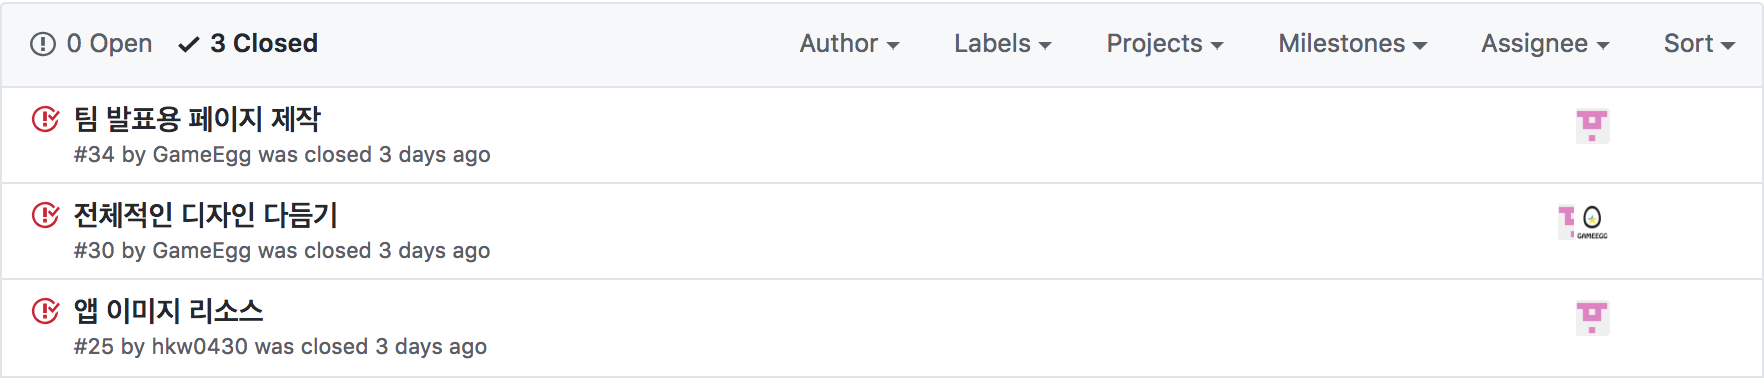 0 Open 3 Closed Author Labels Projects Milestones Assignee Sort
팀 발표용 페이지 제작
#34 by GameEgg was closed 3 days ago
전체적인 디자인 다듬기
GAMEEGG
#30 by GameEgg was closed 3 days ago
앱 이미지 리소스
#25 by hkw0430 was closed 3 days ago